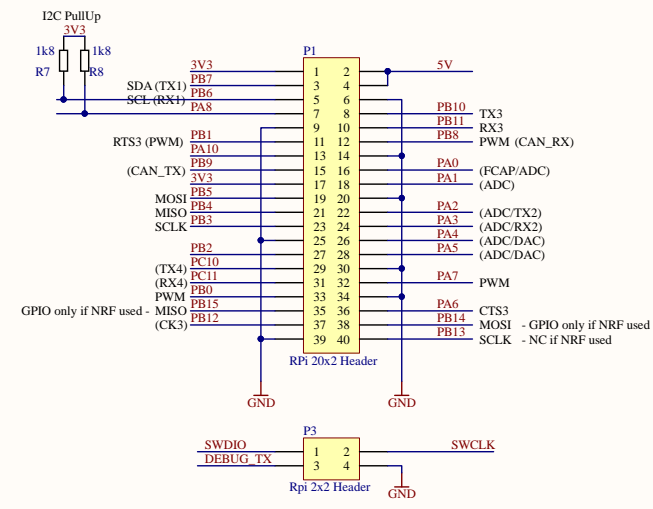 I2C PullUp
3V3
1k8 1k8
R7 R8
P1
3V3 1 2 5V
SDA (TX1) PB7 3 4
SCL (RX1) PB6 5 6
PA8 7 8 PB10 TX3
9 10 PB11 RX3
RTS3 (PWM) PB1 11 12 PB8 PWM (CAN_RX)
PA10 13 14
(CAN_TX) PB9 15 16 PA0 (FCAP/ADC)
3V3 17 18 PA1 (ADC)
MOSI PB5 19 20
MISO PB4 21 22 PA2 (ADC/TX2)
SCLK PB3 23 24 PA3 (ADC/RX2)
25 26 PA4 (ADC/DAC)
PB2 27 28 PA5 (ADC/DAC)
(TX4) PC10 29 30
(RX4) PC11 31 32 PA7 PWM
PWM PB0 33 34
GPIO only if NRF used - MISO PB15 35 36 PA6 CTS3
(CK3) PB12 37 38 PB14 MOSI - GPIO only if NRF used
39 40 PB13 SCLK - NC if NRF used
RPi 20x2 Header
GND GND
P3
SWDIO 1 2 SWCLK
DEBUG_TX 3 4
Rpi 2x2 Header
GND